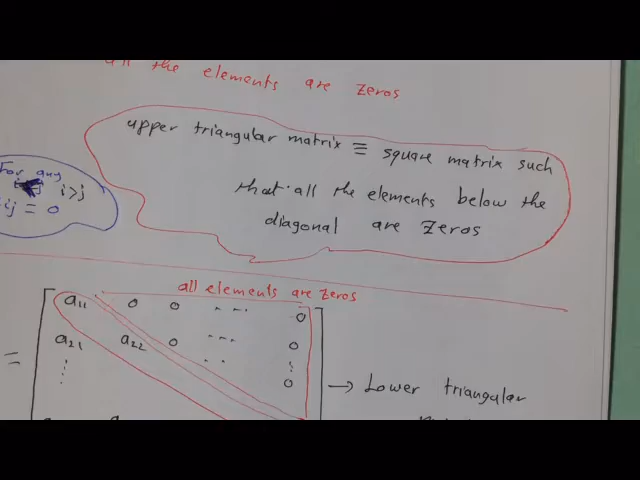 all the elements are zeros
upper triangular matrix ≡ square matrix such
that all the elements below the
diagonal are zeros
For any
i>j
ij = 0
all elements are zeros
a11 0 0 ... 0
= a21 a22 0 ... 0
⋮ .. ⋮
0
→ Lower triangular